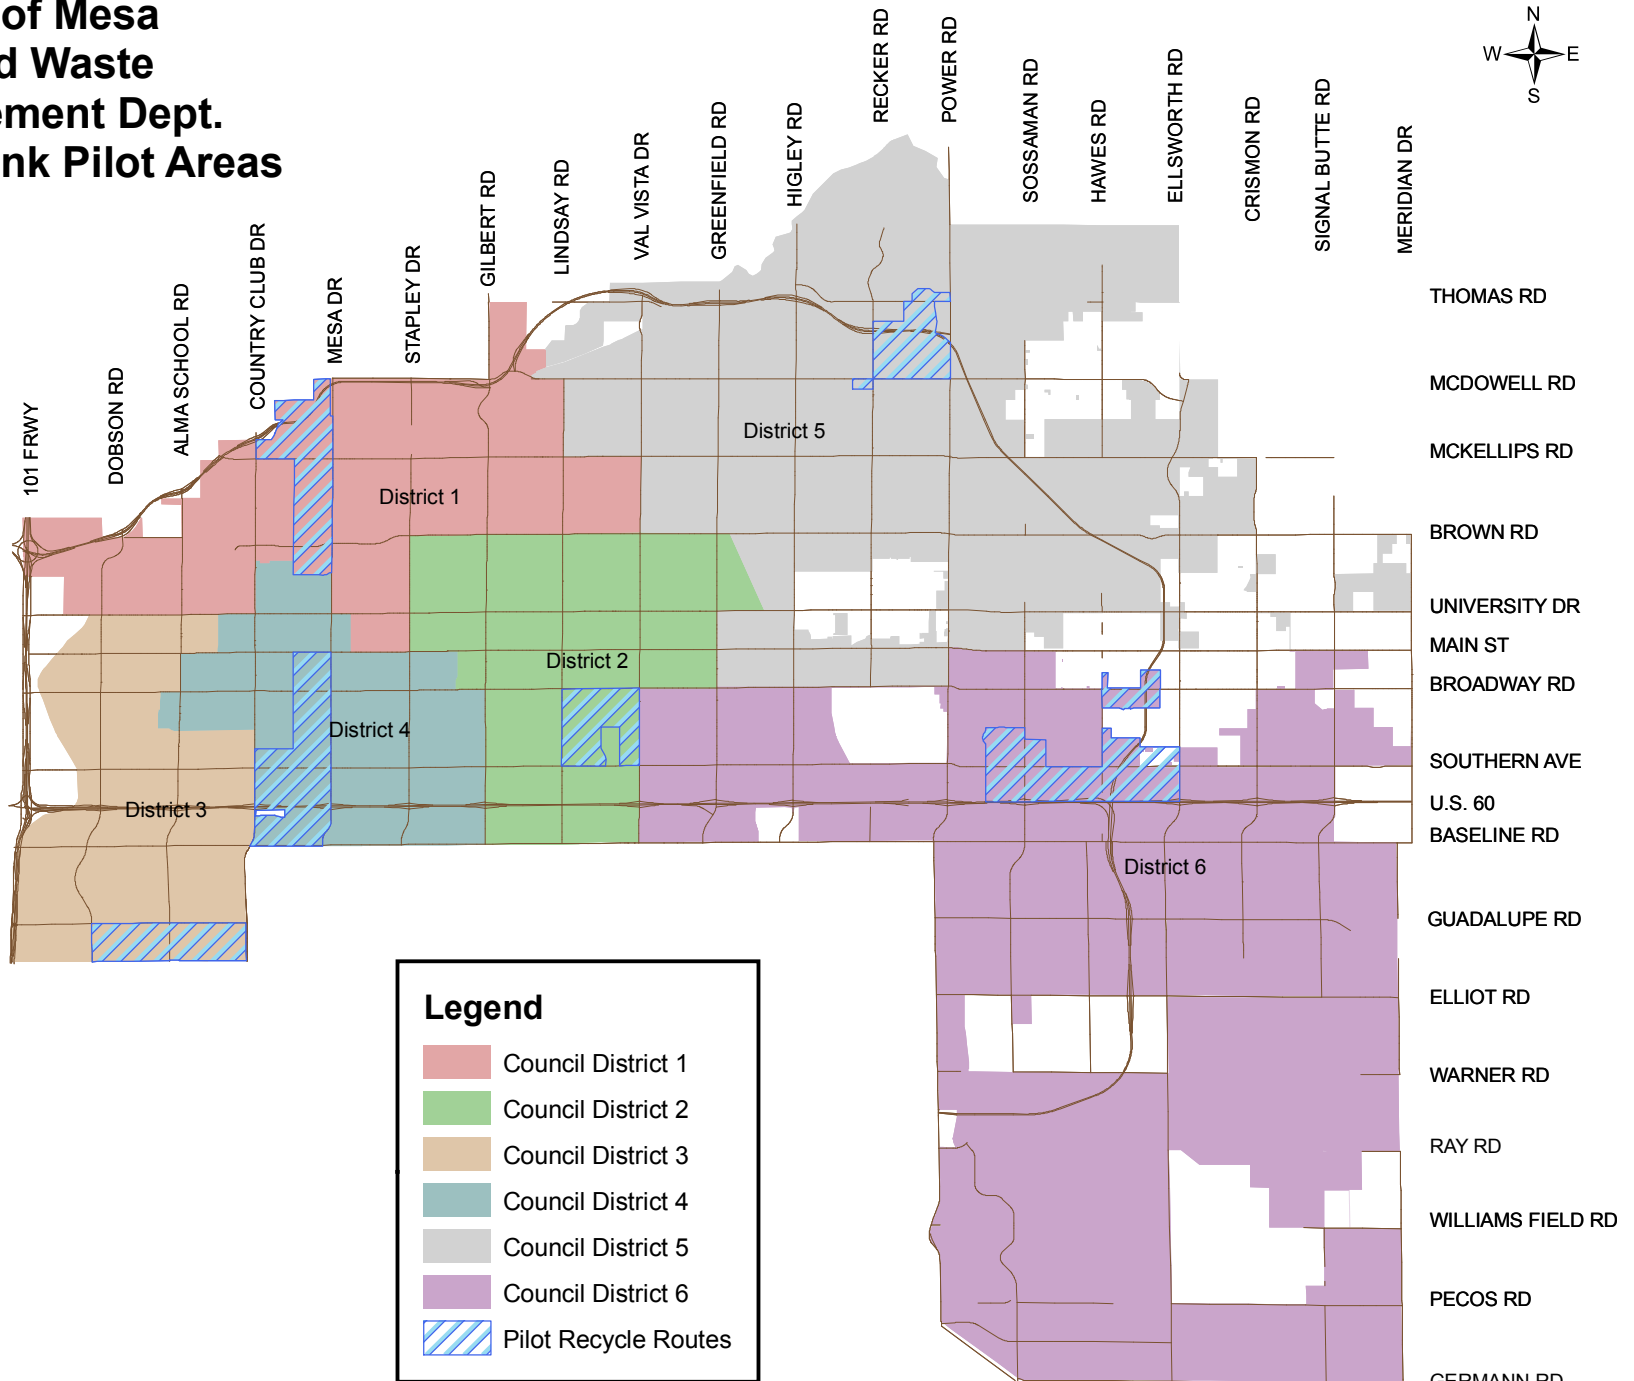 of Mesa
d Waste
ement Dept.
nk Pilot Areas
N
W E
S
101 FRWY
DOBSON RD
ALMA SCHOOL RD
COUNTRY CLUB DR
MESA DR
STAPLEY DR
GILBERT RD
LINDSAY RD
VAL VISTA DR
GREENFIELD RD
HIGLEY RD
RECKER RD
POWER RD
SOSSAMAN RD
HAWES RD
ELLSWORTH RD
CRISMON RD
SIGNAL BUTTE RD
MERIDIAN DR
THOMAS RD
MCDOWELL RD
MCKELLIPS RD
BROWN RD
UNIVERSITY DR
MAIN ST
BROADWAY RD
SOUTHERN AVE
U.S. 60
BASELINE RD
GUADALUPE RD
ELLIOT RD
WARNER RD
RAY RD
WILLIAMS FIELD RD
PECOS RD
GERMANN RD
District 5
District 1
District 2
District 4
District 3
District 6
Legend
Council District 1
Council District 2
Council District 3
Council District 4
Council District 5
Council District 6
Pilot Recycle Routes